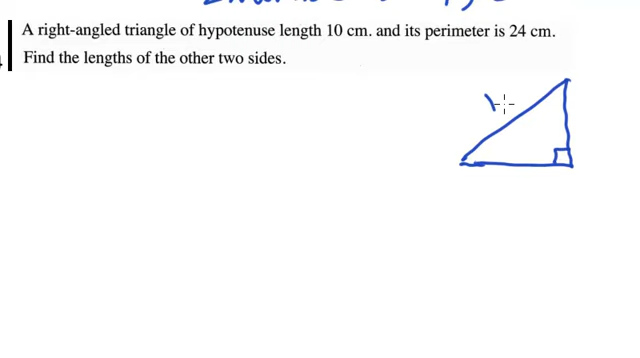 A right-angled triangle of hypotenuse length 10 cm. and its perimeter is 24 cm.
Find the lengths of the other two sides.